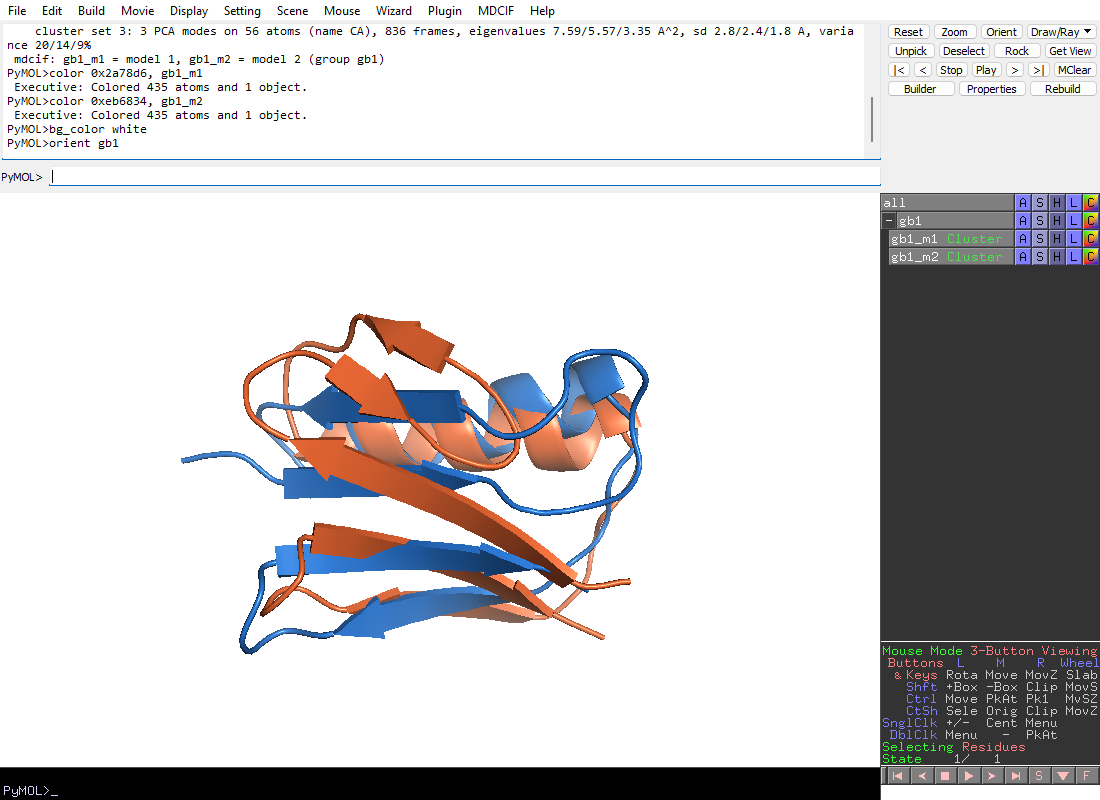 File Edit Build Movie Display Setting Scene Mouse Wizard Plugin MDCIF Help
cluster set 3: 3 PCA modes on 56 atoms (name CA), 836 frames, eigenvalues 7.59/5.57/3.35 A^2, sd 2.8/2.4/1.8 A, varia
nce 20/14/9%
mdcif: gb1_m1 = model 1, gb1_m2 = model 2 (group gb1)
PyMOL>color 0x2a78d6, gb1_m1
Executive: Colored 435 atoms and 1 object.
PyMOL>color 0xeb6834, gb1_m2
Executive: Colored 435 atoms and 1 object.
PyMOL>bg_color white
PyMOL>orient gb1
PyMOL>
Reset Zoom Orient Draw/Ray
Unpick Deselect Rock Get View
|< < Stop Play > >| MClear
Builder Properties Rebuild
all A S H L C
- gb1 A S H L C
gb1_m1 Cluster A S H L C
gb1_m2 Cluster A S H L C
Mouse Mode 3-Button Viewing
Buttons L M R Wheel
& Keys Rota Move MovZ Slab
Shft +Box -Box Clip MovS
Ctrl Move PkAt Pk1 MvSZ
CtSh Sele Orig Clip MovZ
SnglClk +/- Cent Menu
DblClk Menu - PkAt
Selecting Residues
State 1/ 1
S F
PyMOL>_